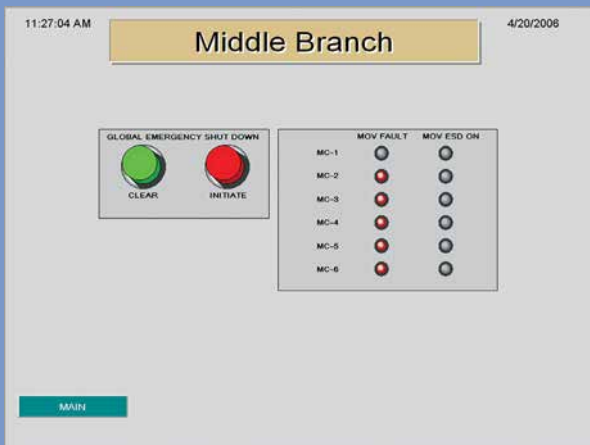 11:27:04 AM
Middle Branch
4/20/2006
GLOBAL EMERGENCY SHUT DOWN
CLEAR INITIATE
MOV FAULT MOV ESD ON
MC-1
MC-2
MC-3
MC-4
MC-5
MC-6
MAIN